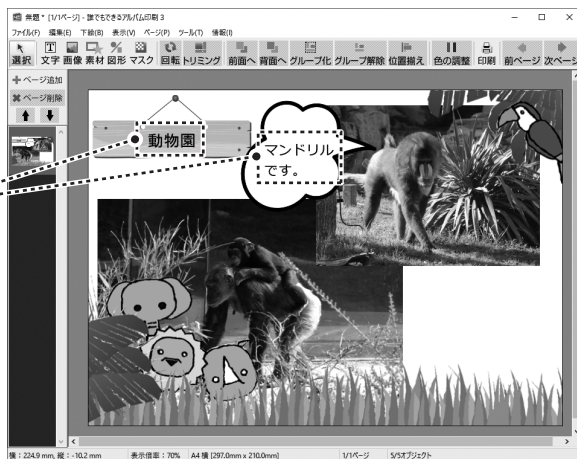 無題 * [1/1ページ] - 誰でもできるアルバム印刷 3
ファイル(F) 編集(E) 下絵(B) 表示(V) ページ(P) ツール(T) 情報(I)
選択 文字 画像 素材 図形 マスク 回転 トリミング 前面へ 背面へ グループ化 グループ解除 位置揃え 色の調整 印刷 前ページ 次ページ
ページ追加
ページ削除
動物園
マンドリル
です。
横：224.9 mm, 縦：-10.2 mm 表示倍率：70% A4 横 [297.0mm x 210.0mm] 1/1ページ 5/5オブジェクト